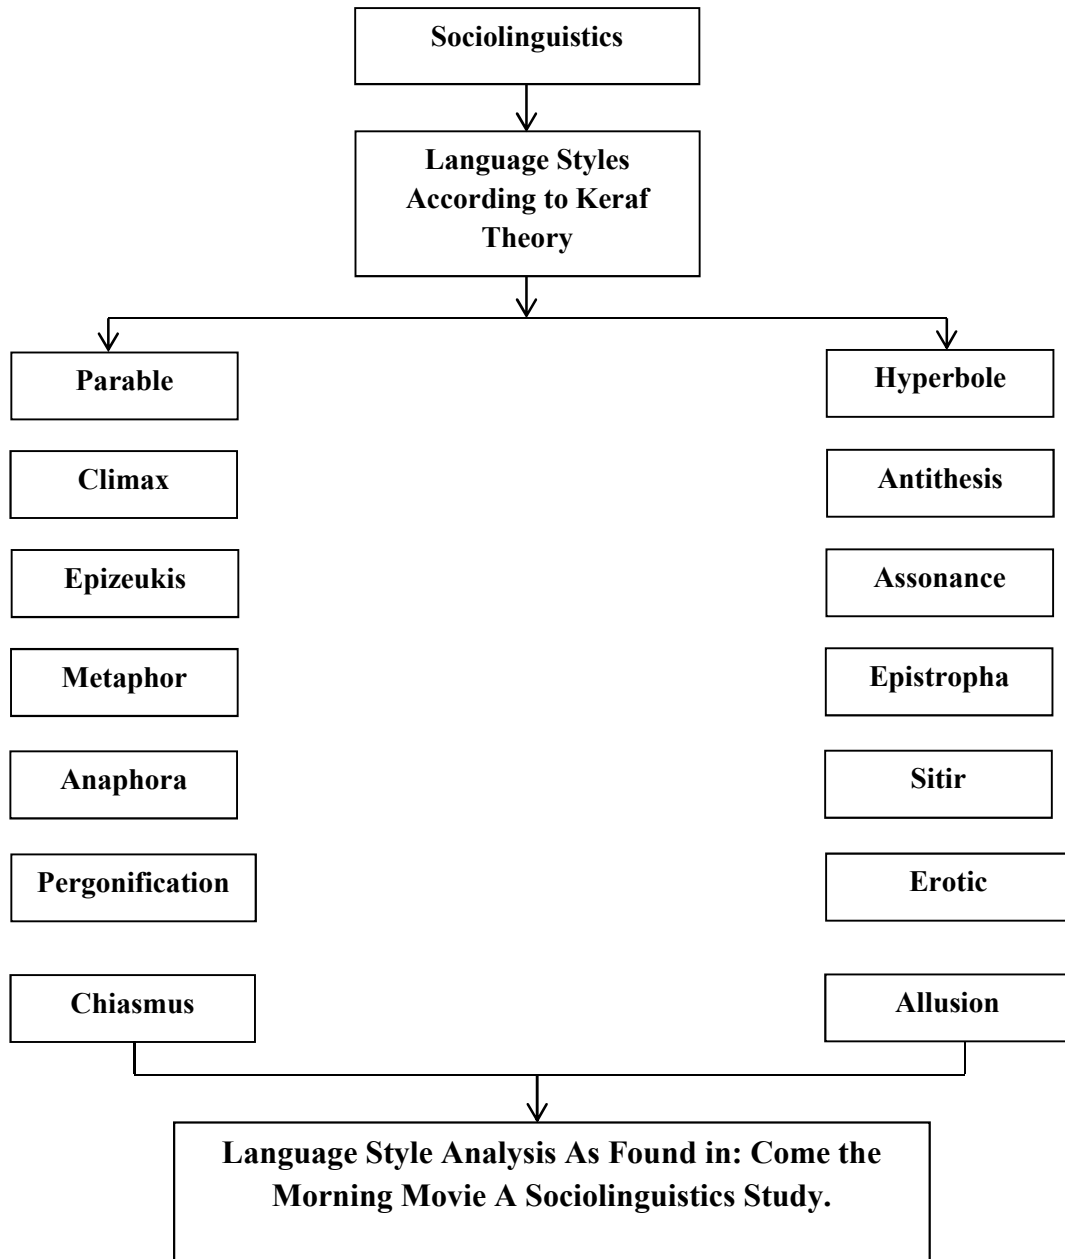 Sociolinguistics
Language Styles
According to Keraf
Theory
Parable
Hyperbole
Climax
Antithesis
Epizeukis
Assonance
Metaphor
Epistropha
Anaphora
Sitir
Pergonification
Erotic
Chiasmus
Allusion
Language Style Analysis As Found in: Come the
Morning Movie A Sociolinguistics Study.